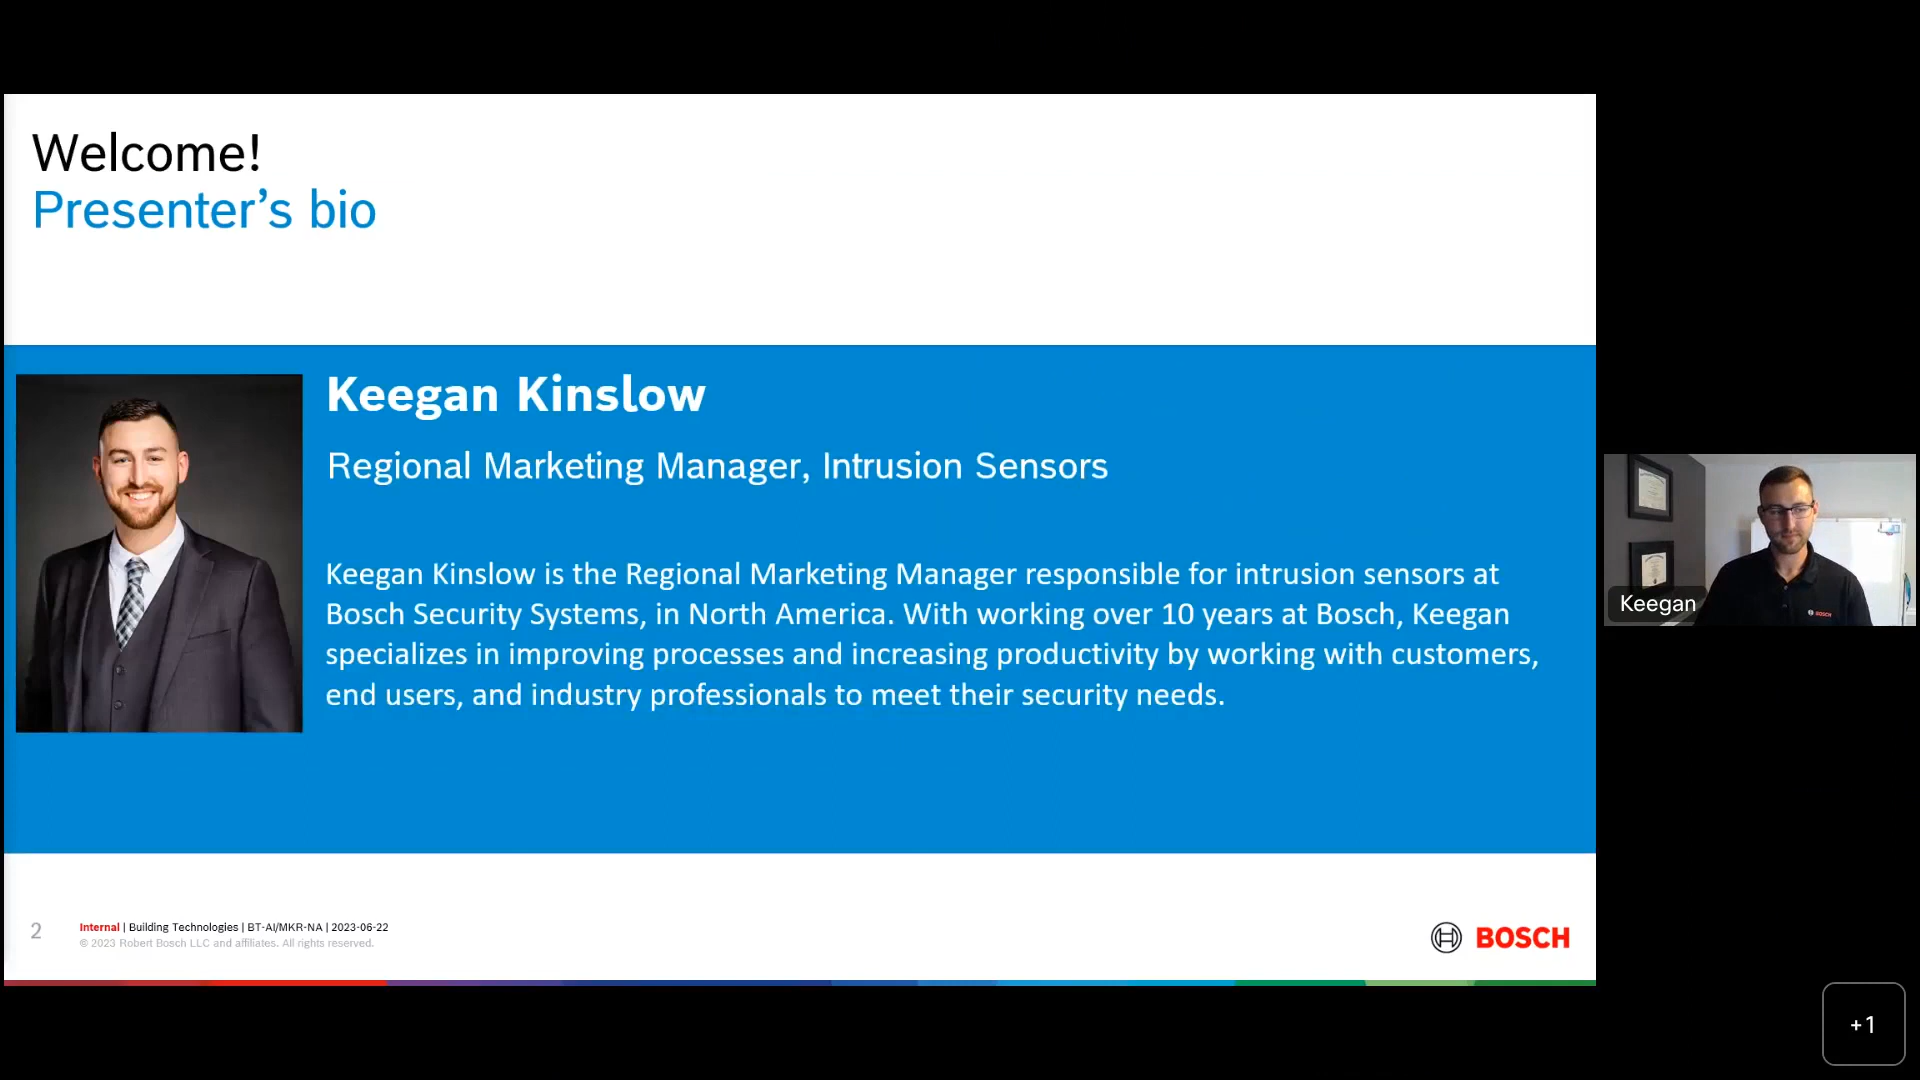 Welcome!
Presenter’s bio
Keegan Kinslow
Regional Marketing Manager, Intrusion Sensors
Keegan Kinslow is the Regional Marketing Manager responsible for intrusion sensors at
Bosch Security Systems, in North America. With working over 10 years at Bosch, Keegan
specializes in improving processes and increasing productivity by working with customers,
end users, and industry professionals to meet their security needs.
2
Internal | Building Technologies | BT-AI/MKR-NA | 2023-06-22
© 2023 Robert Bosch LLC and affiliates. All rights reserved.
BOSCH
Keegan
BOSCH
+1